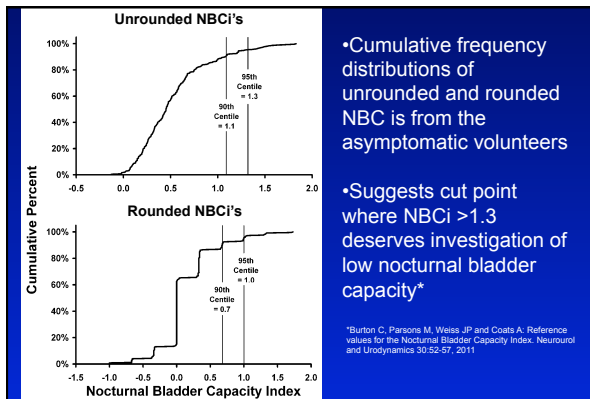 Unrounded NBCi's
100%
80%
60%
40%
20%
0%
95th
Centile
= 1.3
90th
Centile
= 1.1
-0.5 0.0 0.5 1.0 1.5 2.0
Cumulative Percent
Rounded NBCi's
100%
80%
60%
40%
20%
0%
95th
Centile
= 1.0
90th
Centile
= 0.7
-1.5 -1.0 -0.5 0.0 0.5 1.0 1.5 2.0
Nocturnal Bladder Capacity Index
•Cumulative frequency
distributions of
unrounded and rounded
NBC is from the
asymptomatic volunteers
•Suggests cut point
where NBCi >1.3
deserves investigation of
low nocturnal bladder
capacity*
*Burton C, Parsons M, Weiss JP and Coats A: Reference
values for the Nocturnal Bladder Capacity Index. Neurourol
and Urodynamics 30:52-57, 2011